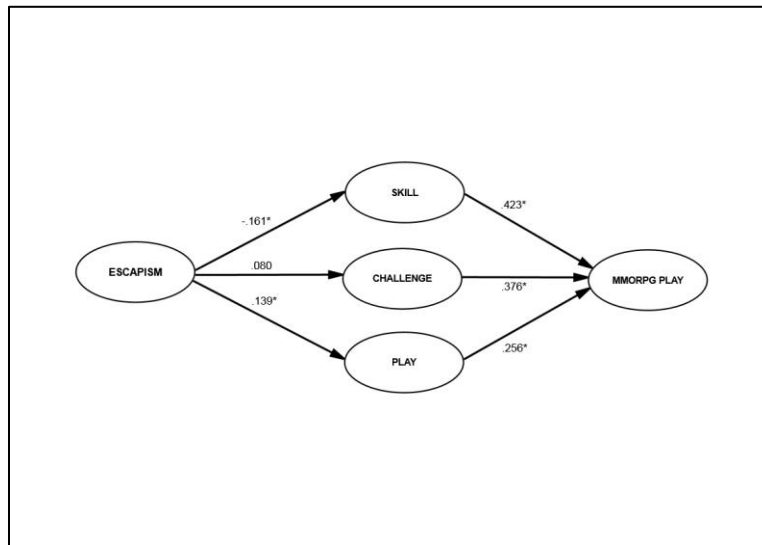 SKILL
-.161*
.423*
ESCAPISM
.080
CHALLENGE
.376*
MMORPG PLAY
.139*
.256*
PLAY